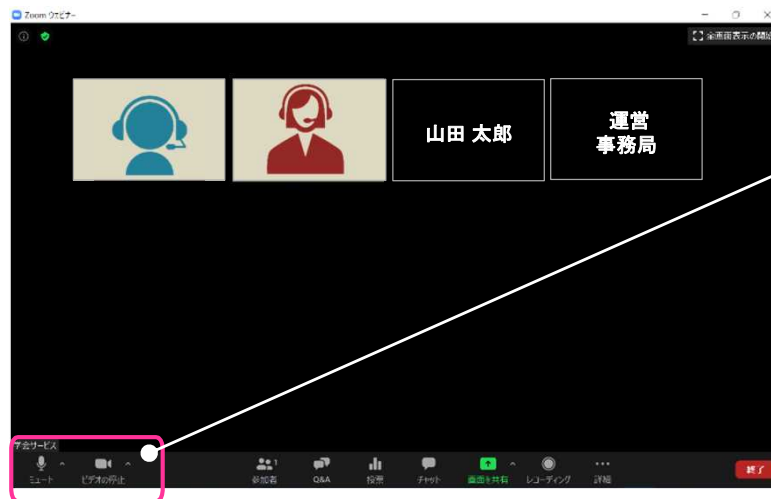 Zoom ウェビナー
全画面表示の開始
山田 太郎
運営
事務局
学会サービス
ミュート
ビデオの停止
1
参加者
Q&A
投票
チャット
画面を共有
レコーディング
詳細
終了